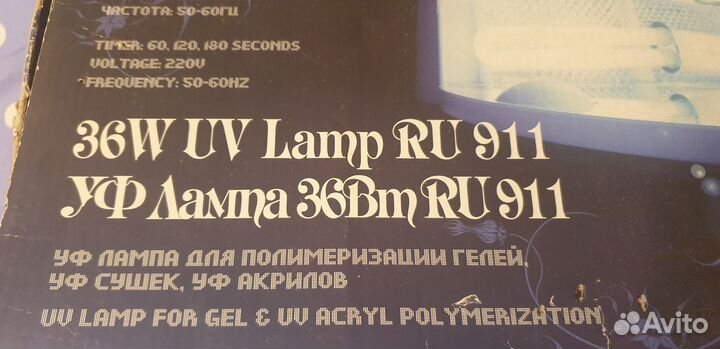 ЧАСТОТА: 50-60ГЦ
TIMER: 60, 120, 180 SECONDS
VOLTAGE: 220V
FREQUENCY: 50-60HZ
36W UV Lamp RU 911
УФ Лампа 36Вт RU 911
УФ ЛАМПА ДЛЯ ПОЛИМЕРИЗАЦИИ ГЕЛЕЙ,
УФ СУШЕК, УФ АКРИЛОВ
UV LAMP FOR GEL & UV ACRYL POLYMERIZATION
Avito